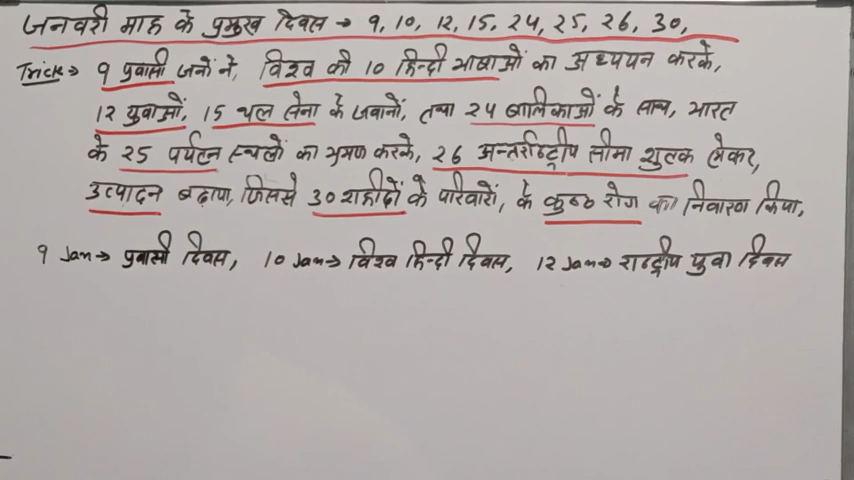 जनवरी माह के प्रमुख दिवस → 9, 10, 12, 15, 24, 25, 26, 30,
Trick→ 9 प्रवासी जनों ने, विश्व की 10 हिन्दी भाषाओं का अध्ययन करके,
12 युवाओं, 15 थल सेना के जवानों, तथा 24 बालिकाओं के साथ, भारत
के 25 पर्यटन स्थलों का भ्रमण करके, 26 अन्तर्राष्ट्रीय सीमा शुल्क लेकर,
उत्पादन बढ़ाया, जिससे 30 शहीदों के परिवारों, के कुष्ठ रोग का निवारण किया,
9 Jan→ प्रवासी दिवस, 10 Jan→ विश्व हिन्दी दिवस, 12 Jan→ राष्ट्रीय युवा दिवस